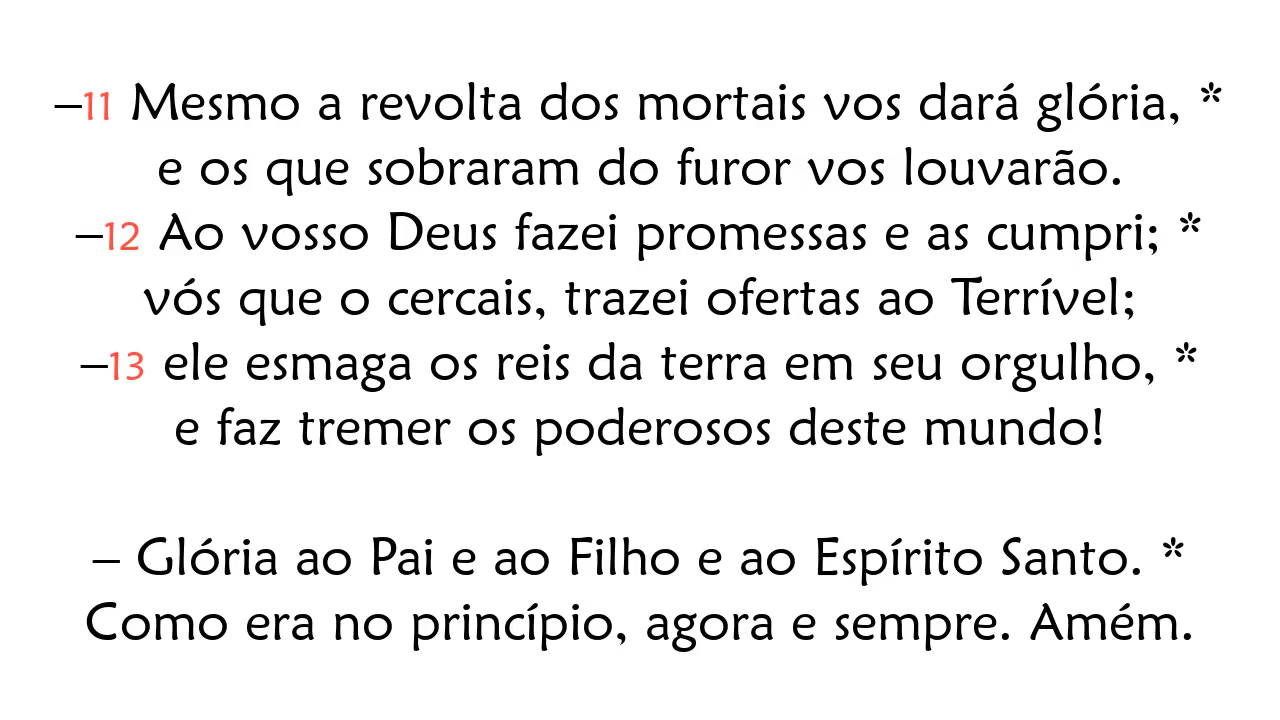 –11 Mesmo a revolta dos mortais vos dará glória, *
e os que sobraram do furor vos louvarão.
–12 Ao vosso Deus fazei promessas e as cumpri; *
vós que o cercais, trazei ofertas ao Terrível;
–13 ele esmaga os reis da terra em seu orgulho, *
e faz tremer os poderosos deste mundo!
– Glória ao Pai e ao Filho e ao Espírito Santo. *
Como era no princípio, agora e sempre. Amém.